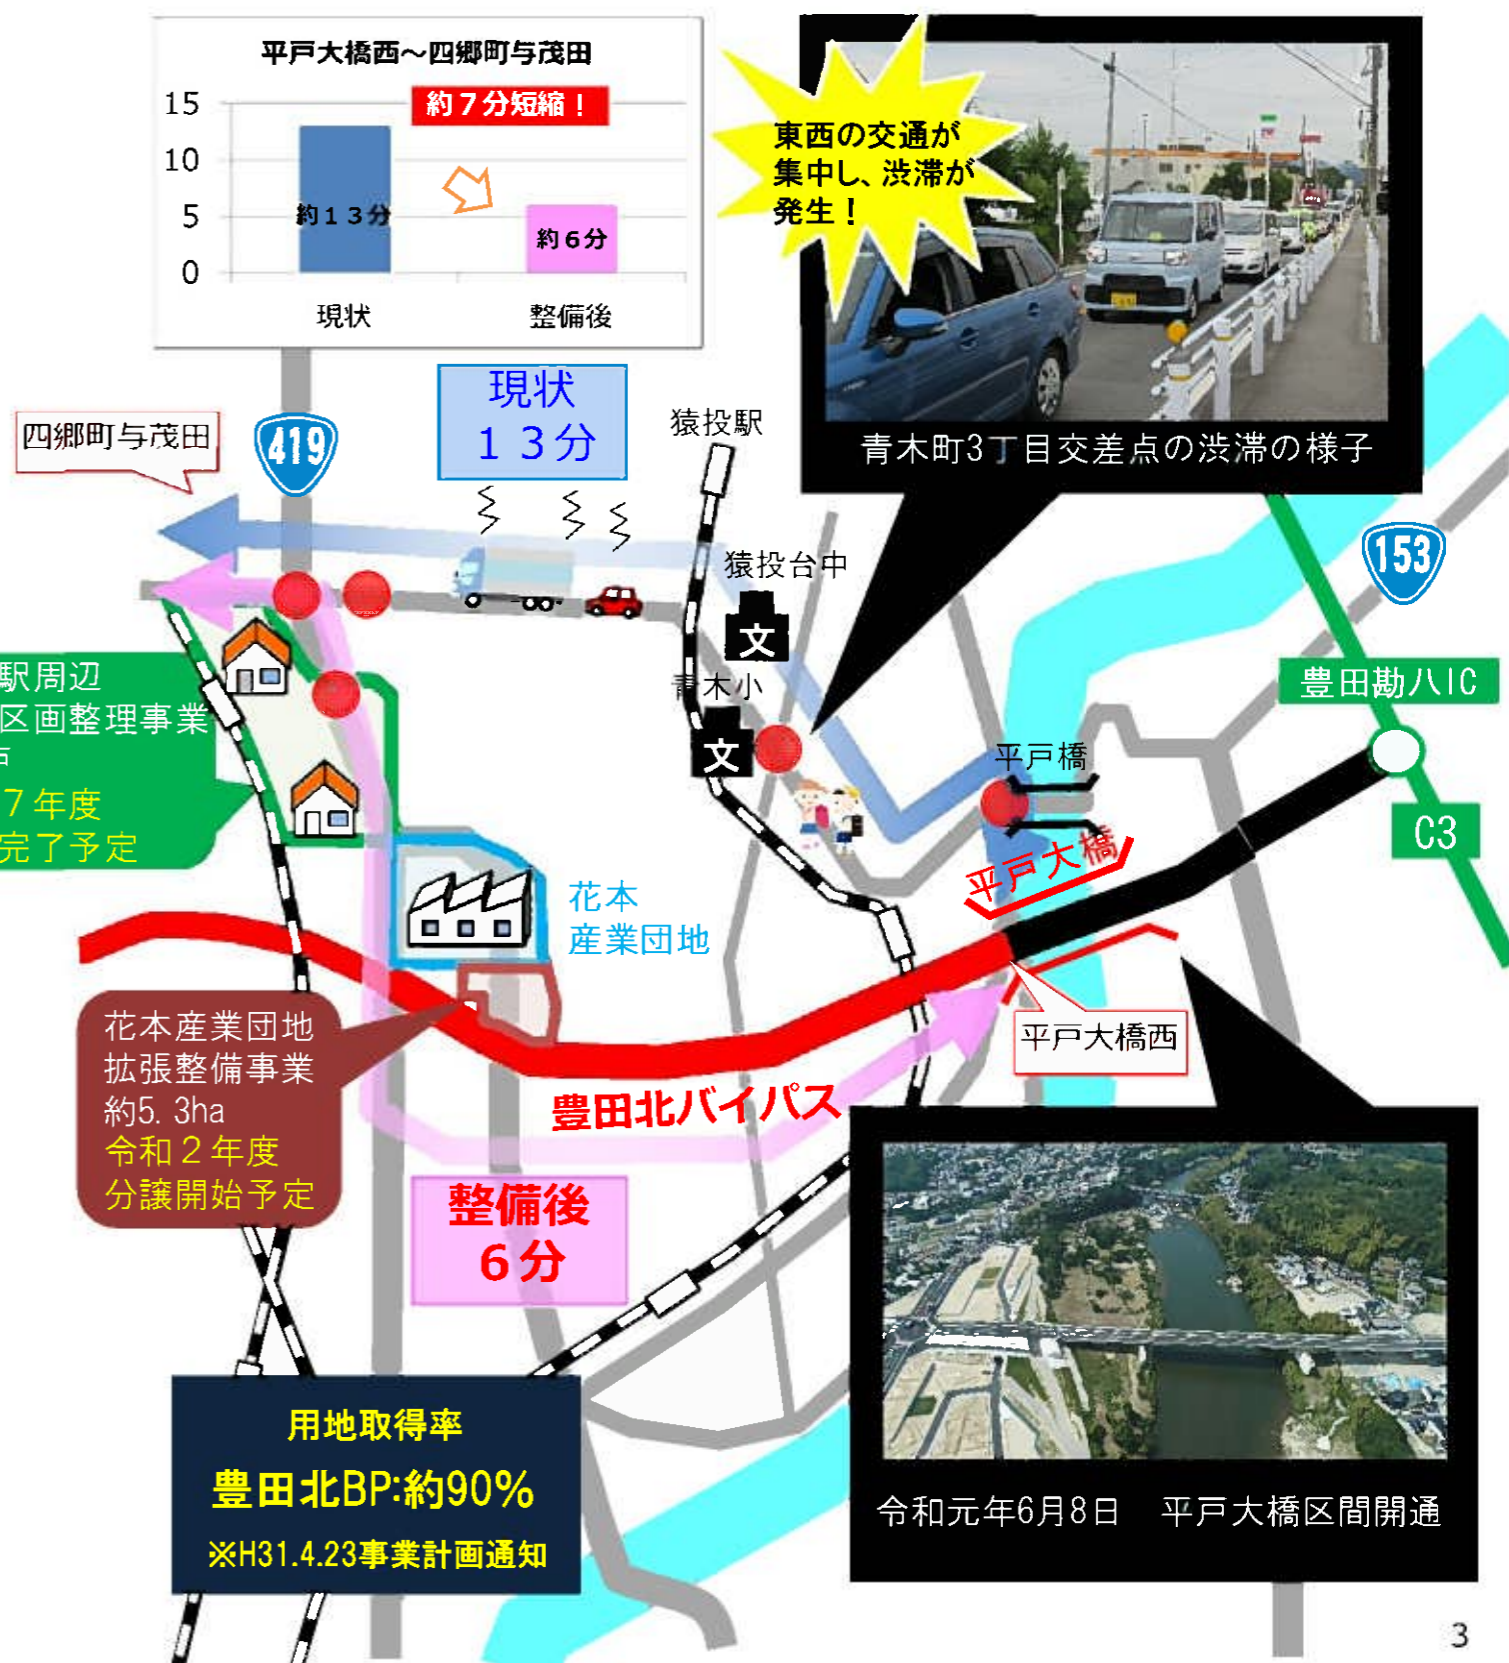 平戸大橋西～四郷町与茂田
約７分短縮！
15
10
5
0
約１３分
約６分
現状
整備後
東西の交通が
集中し、渋滞が
発生！
青木町3丁目交差点の渋滞の様子
四郷町与茂田
419
現状
１３分
猿投駅
153
猿投台中
文
青木小
文
平戸橋
平戸大橋
豊田勘八IC
C3
駅周辺
区画整理事業
７年度
完了予定
花本
産業団地
花本産業団地
拡張整備事業
約5.3ha
令和２年度
分譲開始予定
平戸大橋西
豊田北バイパス
整備後
６分
用地取得率
豊田北BP:約90%
※H31.4.23事業計画通知
令和元年6月8日　平戸大橋区間開通
3